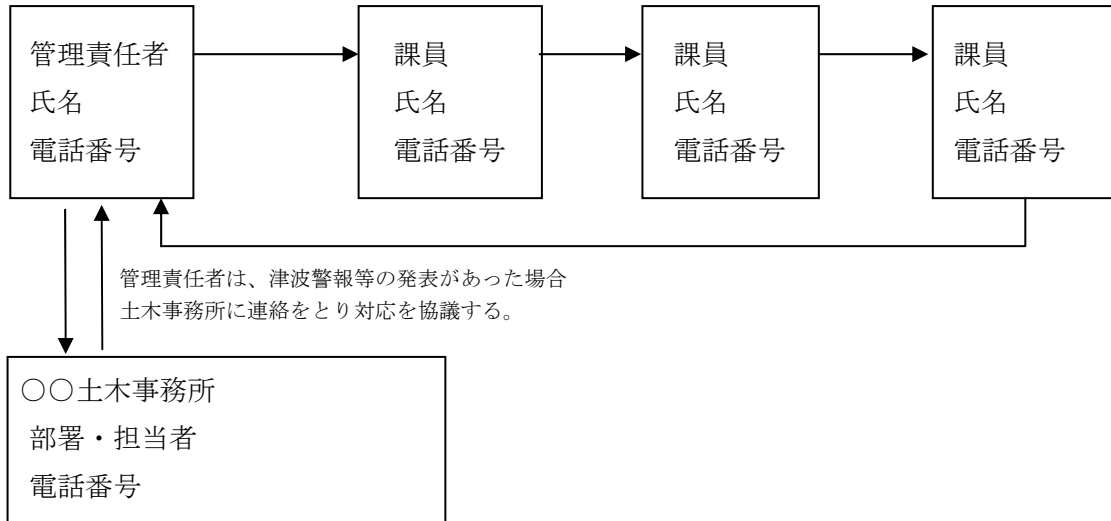 管理責任者
氏名
電話番号
課員
氏名
電話番号
課員
氏名
電話番号
課員
氏名
電話番号
管理責任者は、津波警報等の発表があった場合
土木事務所に連絡をとり対応を協議する。
○○土木事務所
部署・担当者
電話番号